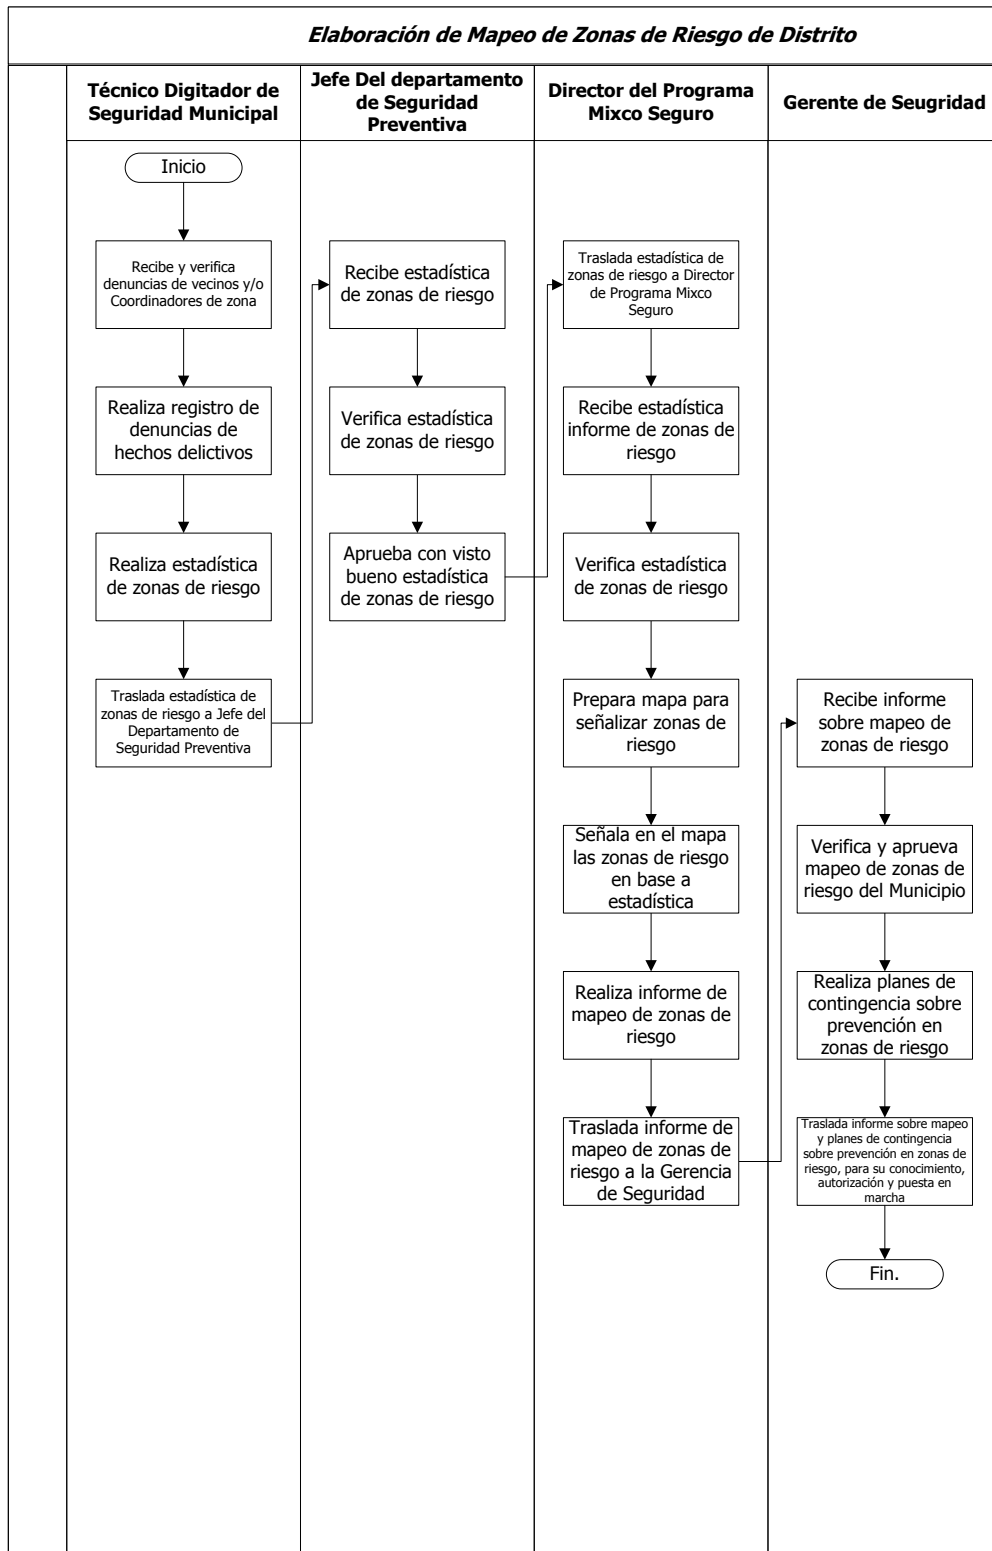 Elaboración de Mapeo de Zonas de Riesgo de Distrito
Técnico Digitador de
Seguridad Municipal
Jefe Del departamento
de Seguridad
Preventiva
Director del Programa
Mixco Seguro
Gerente de Seugridad
Inicio
Recibe y verifica
denuncias de vecinos y/o
Coordinadores de zona
Realiza registro de
denuncias de
hechos delictivos
Realiza estadística
de zonas de riesgo
Traslada estadística de
zonas de riesgo a Jefe del
Departamento de
Seguridad Preventiva
Recibe estadística
de zonas de riesgo
Verifica estadística
de zonas de riesgo
Aprueba con visto
bueno estadística
de zonas de riesgo
Traslada estadística de
zonas de riesgo a Director
de Programa Mixco
Seguro
Recibe estadística
informe de zonas de
riesgo
Verifica estadística
de zonas de riesgo
Prepara mapa para
señalizar zonas de
riesgo
Señala en el mapa
las zonas de riesgo
en base a
estadística
Realiza informe de
mapeo de zonas de
riesgo
Traslada informe de
mapeo de zonas de
riesgo a la Gerencia
de Seguridad
Recibe informe
sobre mapeo de
zonas de riesgo
Verifica y aprueva
mapeo de zonas de
riesgo del Municipio
Realiza planes de
contingencia sobre
prevención en
zonas de riesgo
Traslada informe sobre mapeo
y planes de contingencia
sobre prevención en zonas de
riesgo, para su conocimiento,
autorización y puesta en
marcha
Fin.